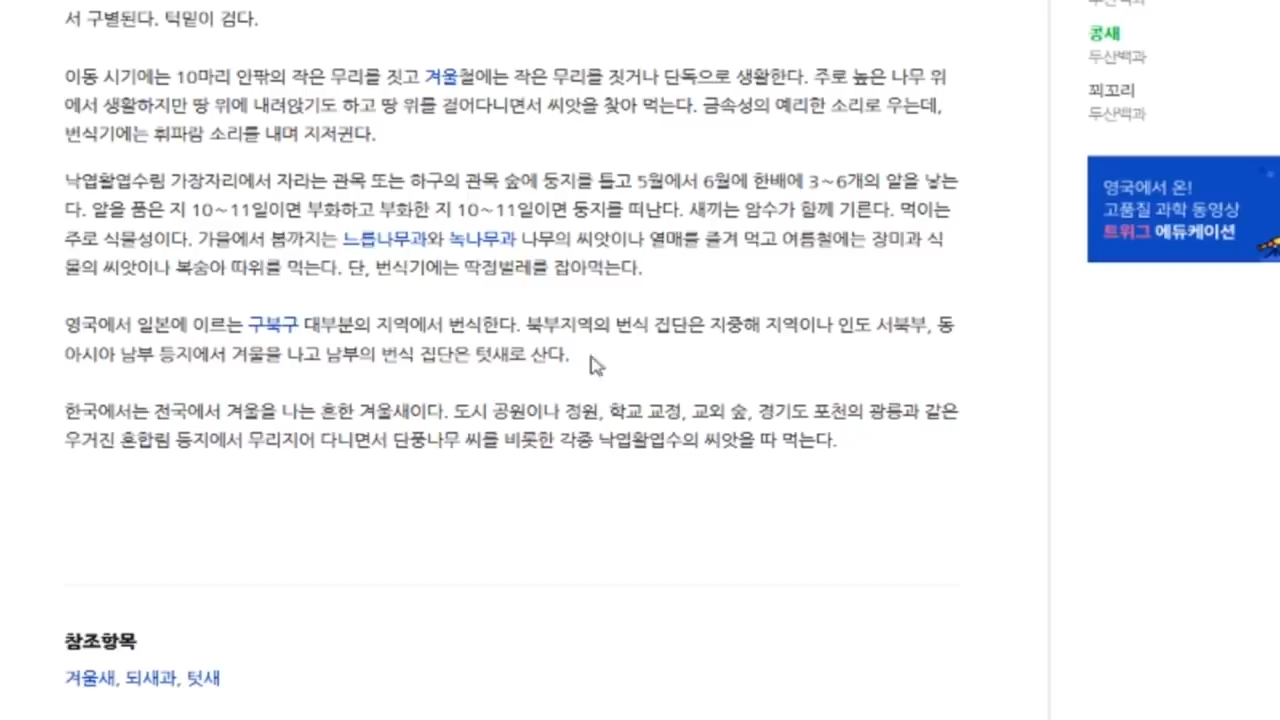 서 구별된다. 턱밑이 검다.
이동 시기에는 10마리 안팎의 작은 무리를 짓고 겨울철에는 작은 무리를 짓거나 단독으로 생활한다. 주로 높은 나무 위
에서 생활하지만 땅 위에 내려앉기도 하고 땅 위를 걸어다니면서 씨앗을 찾아 먹는다. 금속성의 예리한 소리로 우는데,
번식기에는 휘파람 소리를 내며 지저귄다.
낙엽활엽수림 가장자리에서 자라는 관목 또는 하구의 관목 숲에 둥지를 틀고 5월에서 6월에 한배에 3~6개의 알을 낳는
다. 알을 품은 지 10~11일이면 부화하고 부화한 지 10~11일이면 둥지를 떠난다. 새끼는 암수가 함께 기른다. 먹이는
주로 식물성이다. 가을에서 봄까지는 느릅나무과와 녹나무과 나무의 씨앗이나 열매를 즐겨 먹고 여름철에는 장미과 식
물의 씨앗이나 복숭아 따위를 먹는다. 단, 번식기에는 딱정벌레를 잡아먹는다.
영국에서 일본에 이르는 구북구 대부분의 지역에서 번식한다. 북부지역의 번식 집단은 지중해 지역이나 인도 서북부, 동
아시아 남부 등지에서 겨울을 나고 남부의 번식 집단은 텃새로 산다.
한국에서는 전국에서 겨울을 나는 흔한 겨울새이다. 도시 공원이나 정원, 학교 교정, 교외 숲, 경기도 포천의 광릉과 같은
우거진 혼합림 등지에서 무리지어 다니면서 단풍나무 씨를 비롯한 각종 낙엽활엽수의 씨앗을 따 먹는다.
참조항목
겨울새, 되새과, 텃새
두산백과
콩새
두산백과
꾀꼬리
두산백과
영국에서 온!
고품질 과학 동영상
트위그 에듀케이션